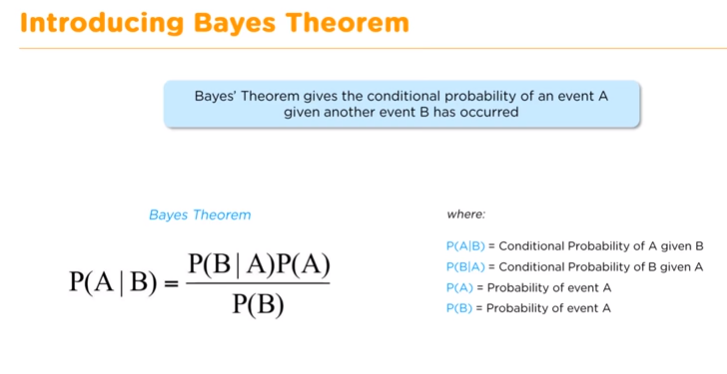 Introducing Bayes Theorem
Bayes' Theorem gives the conditional probability of an event A
given another event B has occurred
Bayes Theorem
P(A|B) = P(B|A)P(A) / P(B)
where:
P(A|B) = Conditional Probability of A given B
P(B|A) = Conditional Probability of B given A
P(A) = Probability of event A
P(B) = Probability of event A